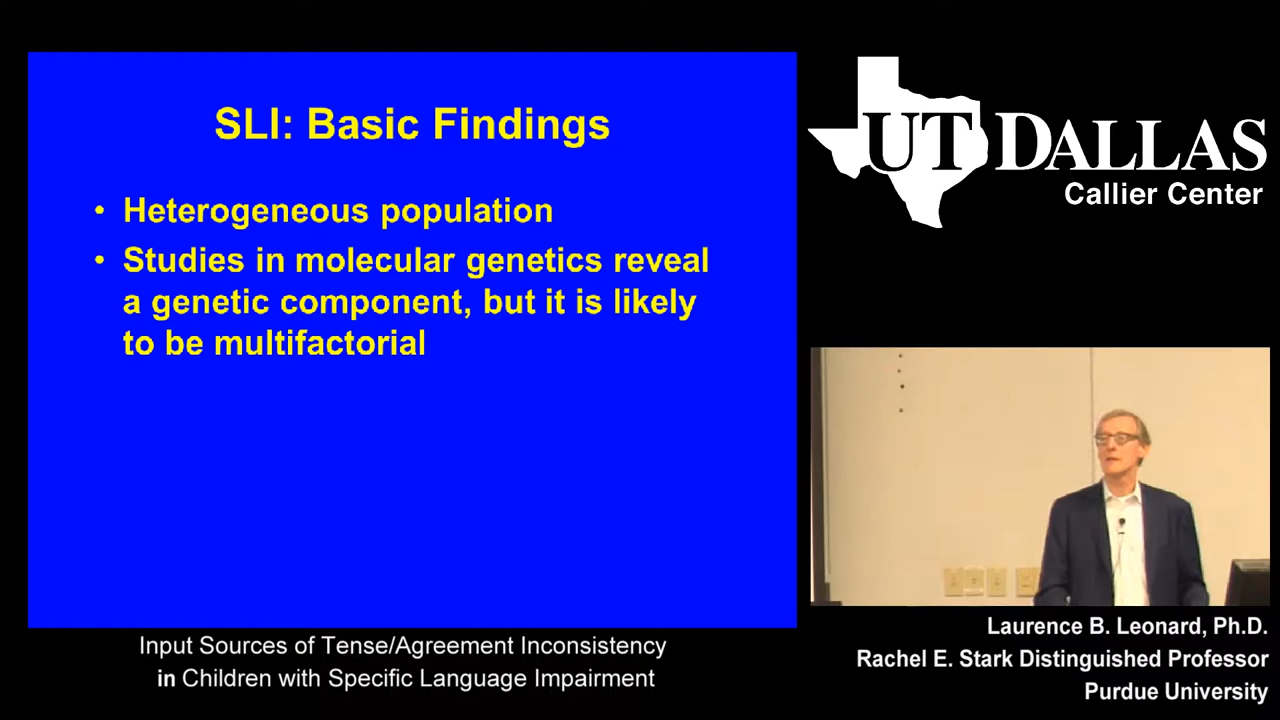 SLI: Basic Findings
• Heterogeneous population
• Studies in molecular genetics reveal
a genetic component, but it is likely
to be multifactorial
UT DALLAS
Callier Center
Input Sources of Tense/Agreement Inconsistency
in Children with Specific Language Impairment
Laurence B. Leonard, Ph.D.
Rachel E. Stark Distinguished Professor
Purdue University